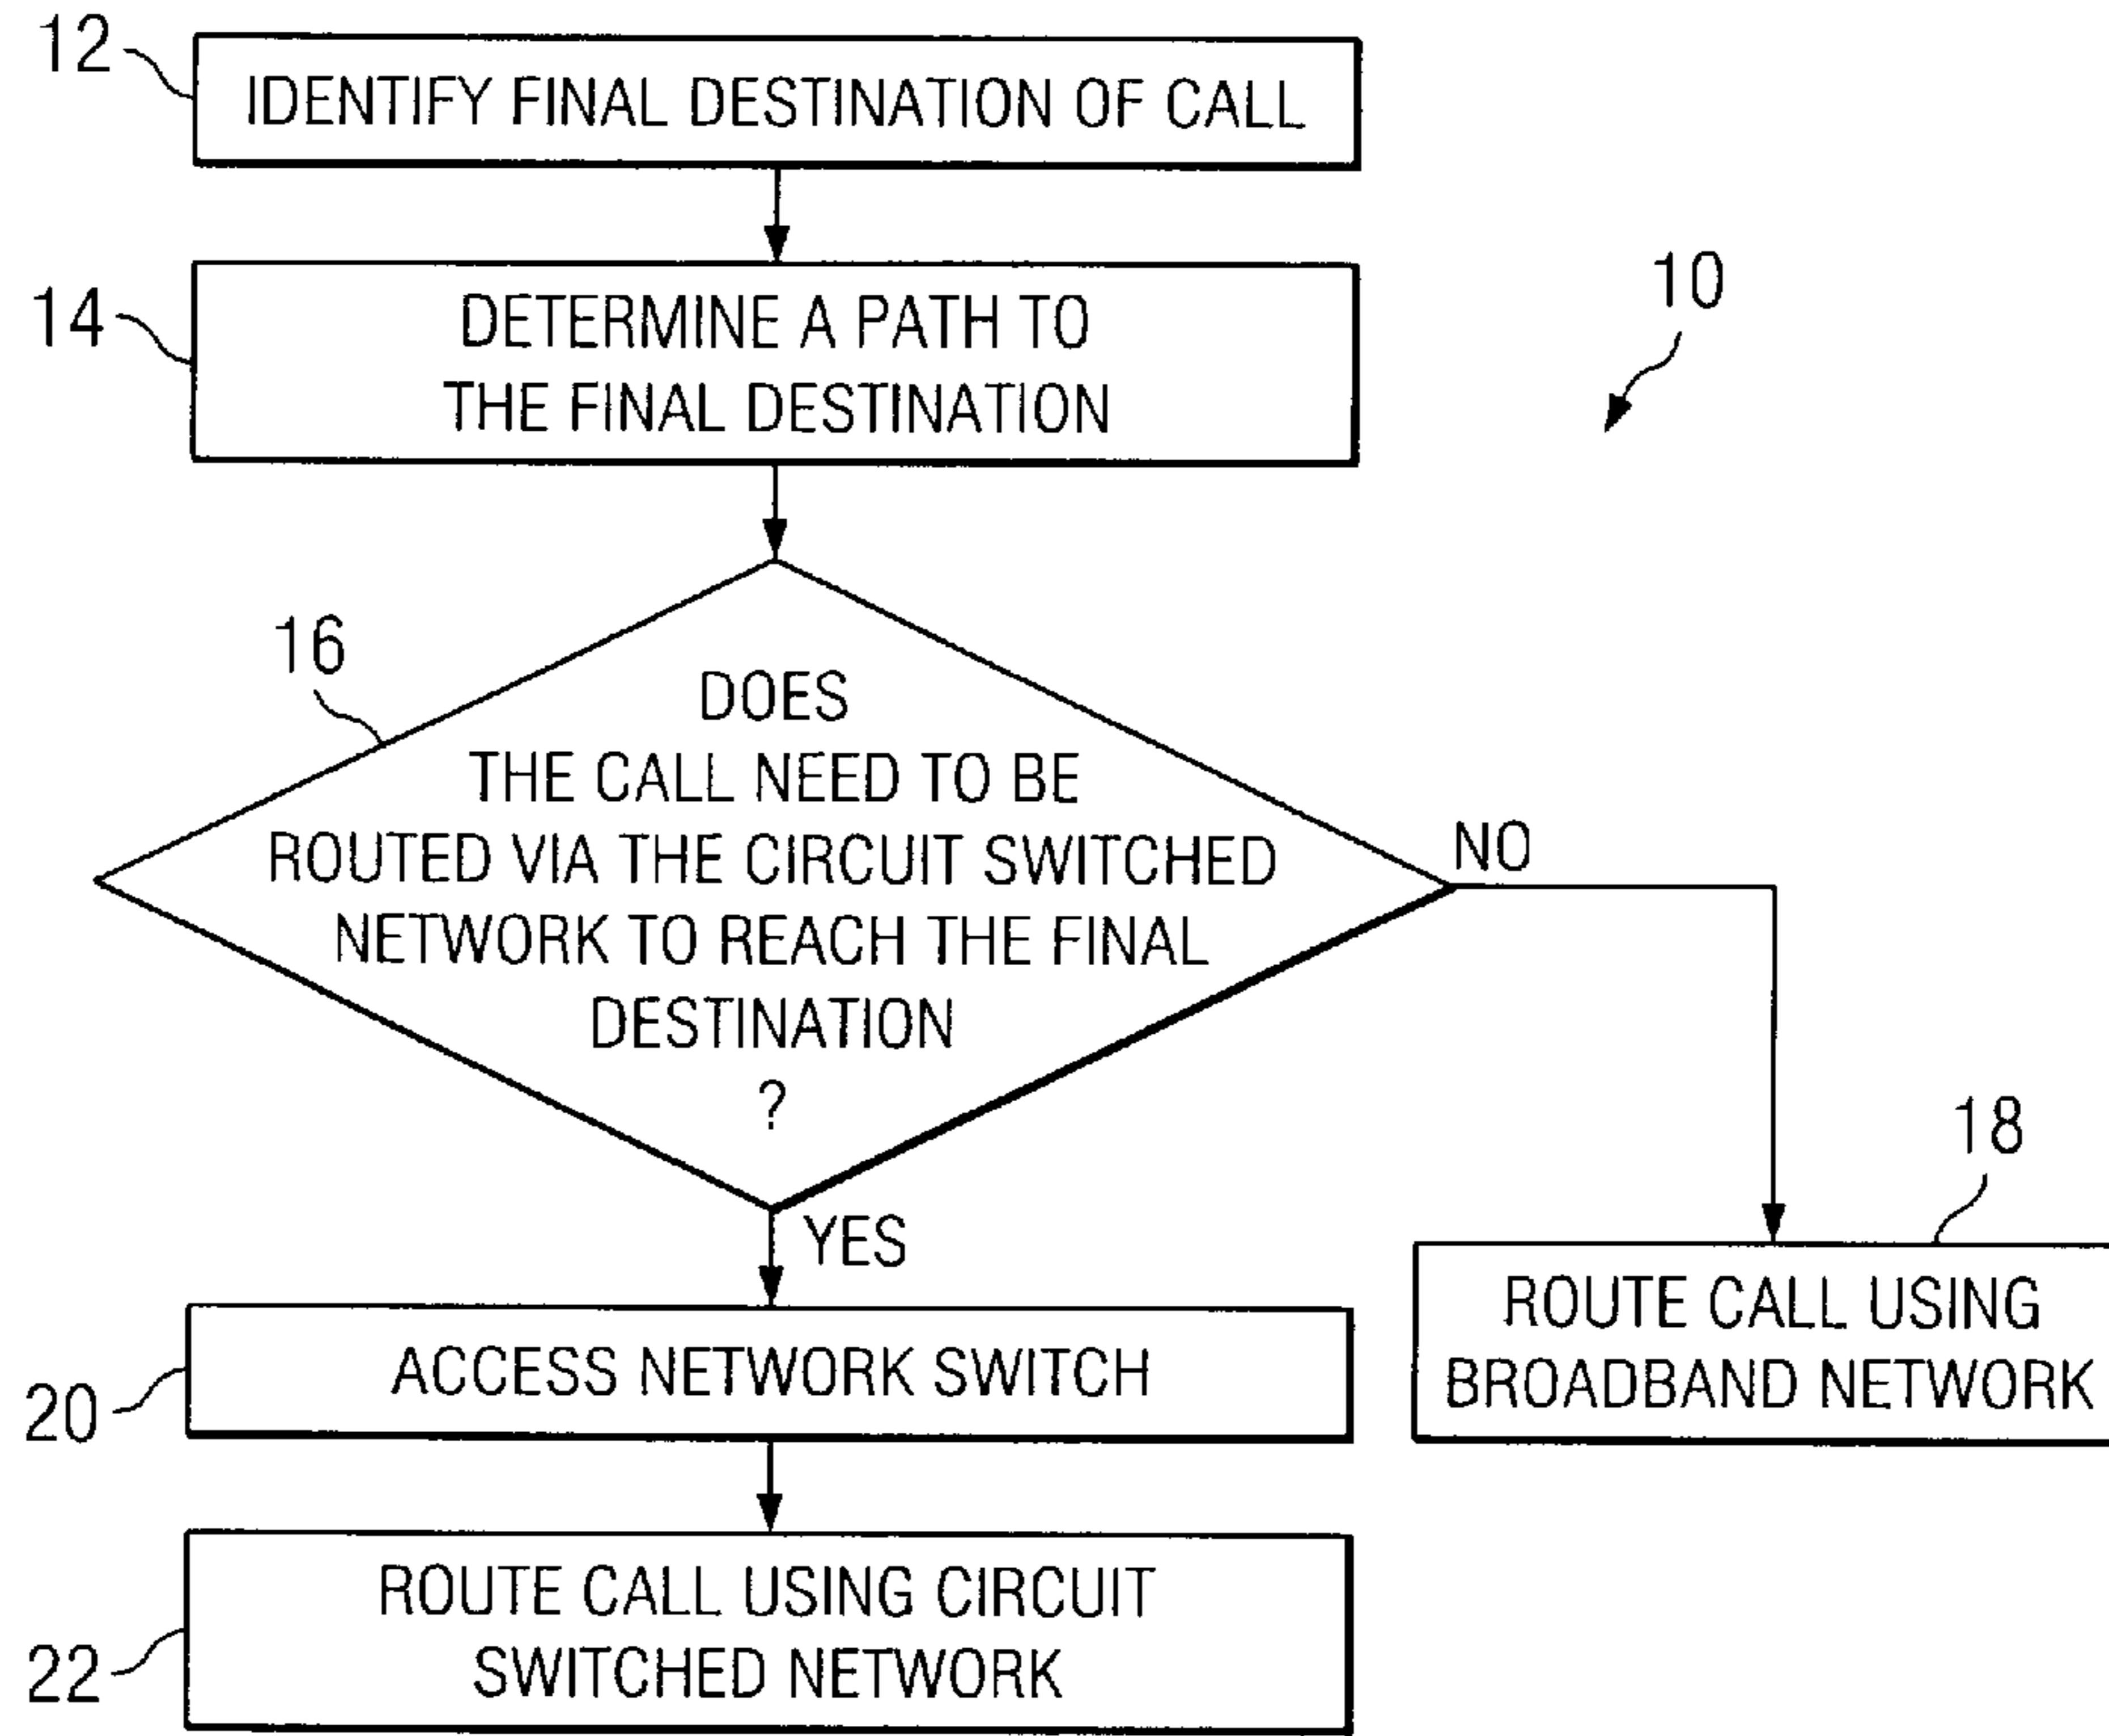 12
IDENTIFY FINAL DESTINATION OF CALL
14
DETERMINE A PATH TO
THE FINAL DESTINATION
10
16
DOES
THE CALL NEED TO BE
ROUTED VIA THE CIRCUIT SWITCHED
NETWORK TO REACH THE FINAL
DESTINATION
?
NO
YES
18
ROUTE CALL USING
BROADBAND NETWORK
20
ACCESS NETWORK SWITCH
22
ROUTE CALL USING CIRCUIT
SWITCHED NETWORK